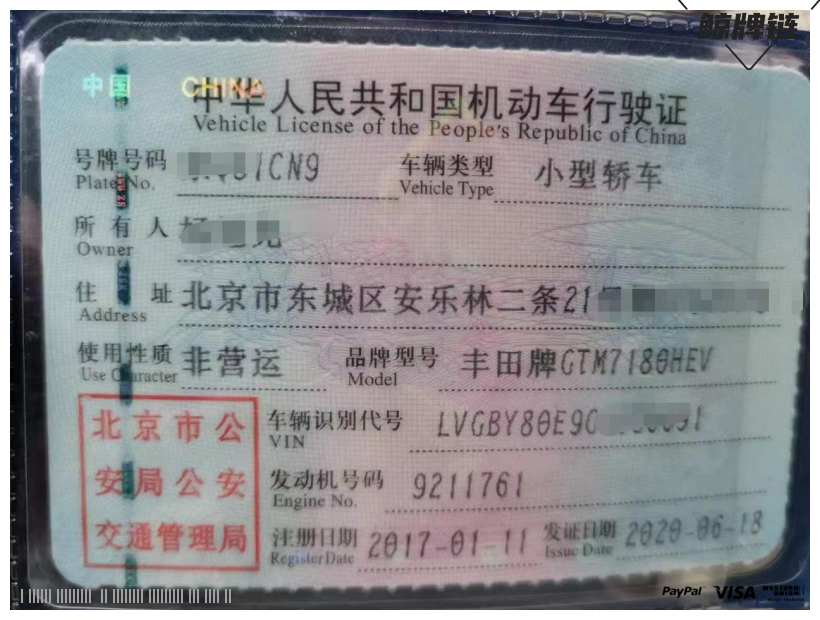 鲸牌链
中国 CHINA
中华人民共和国机动车行驶证
Vehicle License of the People's Republic of China
号牌号码 1CN9 车辆类型 小型轿车
Plate No. Vehicle Type
所有人
Owner
住址 北京市东城区安乐林二条21
Address
使用性质 非营运 品牌型号 丰田牌GTM7180HEV
Use Character Model
北京市公
安局公安
交通管理局
车辆识别代号 LVGBY80E9G
VIN
发动机号码 9211761
Engine No.
注册日期 2017-01-11 发证日期 2020-06-18
Register Date Issue Date
PayPal VISA WESTERN UNION